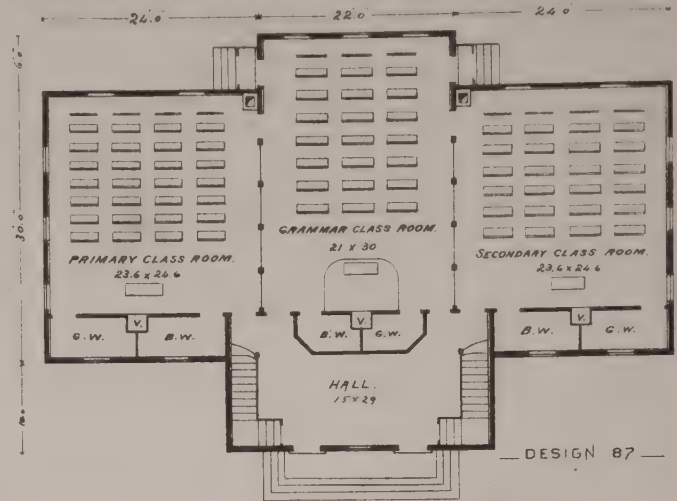 24.0 22.0 24.0
6.0
30.0
GRAMMAR CLASS ROOM.
21 x 30
PRIMARY CLASS ROOM.
23.6 x 24.6
SECONDARY CLASS ROOM.
23.6 x 24.6
G.W. V. B.W.
B.W. V. G.W.
B.W. V. G.W.
HALL.
15 x 29
DESIGN 87